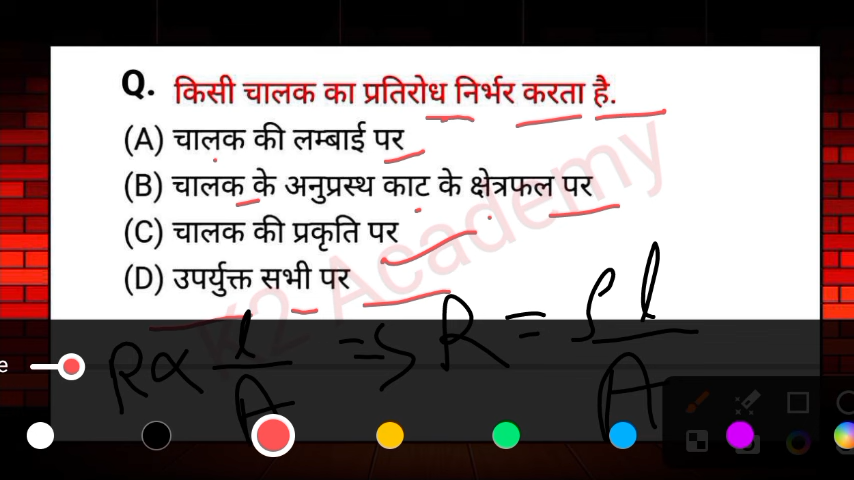 Q. किसी चालक का प्रतिरोध निर्भर करता है.
(A) चालक की लम्बाई पर
(B) चालक के अनुप्रस्थ काट के क्षेत्रफल पर
(C) चालक की प्रकृति पर
(D) उपर्युक्त सभी पर
K2-Academy
R∝ l/A => R = ρl/A
e